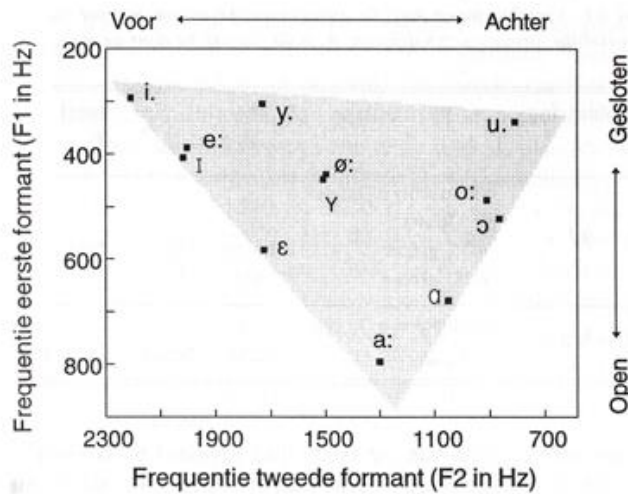 Voor Achter
200
400
600
800
Frequentie eerste formant (F1 in Hz)
i.
y.
u.
e:
I
ø:
Y
o:
ɔ
ɛ
ɑ
a:
Gesloten
Open
2300 1900 1500 1100 700
Frequentie tweede formant (F2 in Hz)